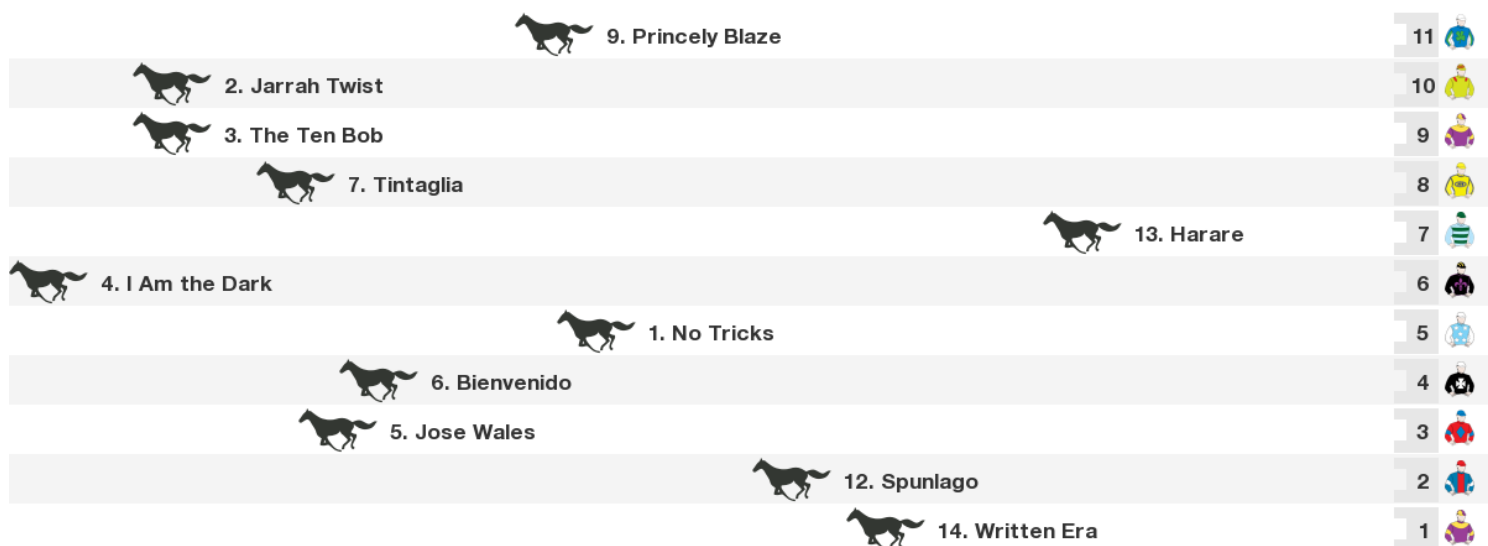 9. Princely Blaze 11
2. Jarrah Twist 10
3. The Ten Bob 9
7. Tintaglia 8
13. Harare 7
4. I Am the Dark 6
1. No Tricks 5
6. Bienvenido 4
5. Jose Wales 3
12. Spunlago 2
14. Written Era 1